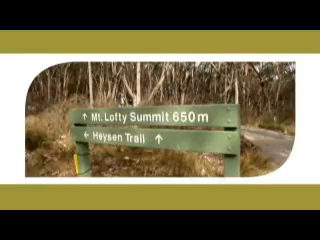 ↑ Mt. Lofty Summit 650m
← Heysen Trail ↑